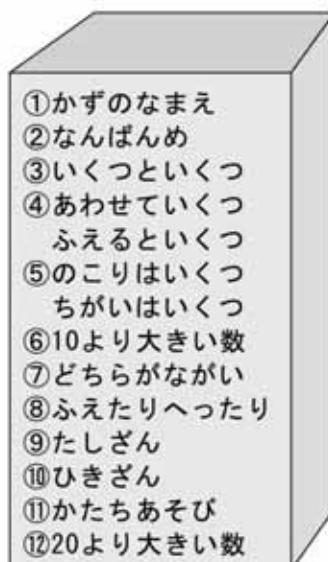 ①かずのなまえ
②なんばんめ
③いくつといくつ
④あわせていくつ
ふえるといくつ
⑤のこりはいくつ
ちがいはいくつ
⑥10より大きい数
⑦どちらがながい
⑧ふえたりへったり
⑨たしざん
⑩ひきざん
⑪かたちあそび
⑫20より大きい数